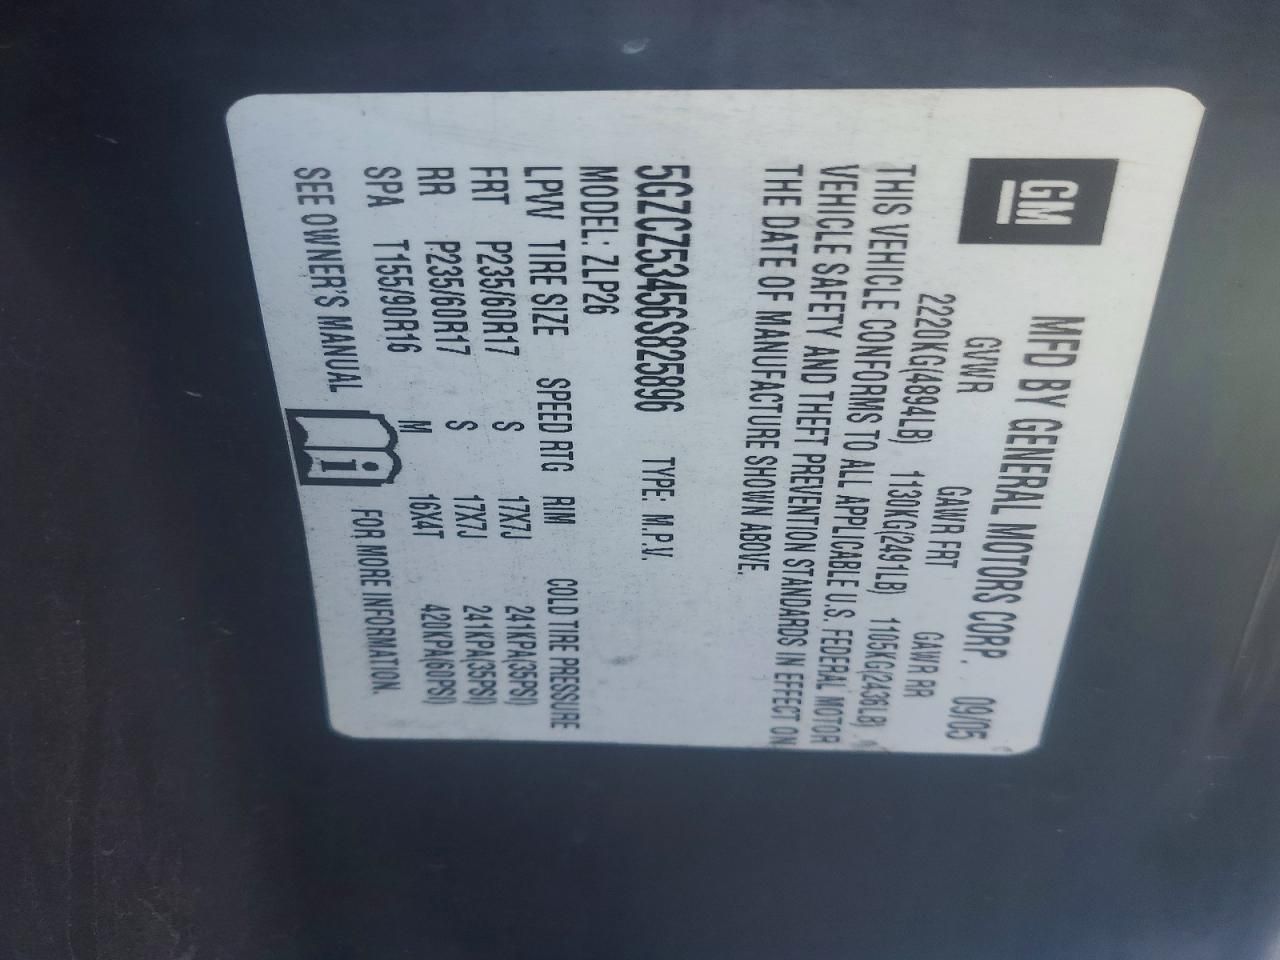 GM
MFD BY GENERAL MOTORS CORP. 09/05
GVWR GAWR FRT GAWR RR
2220KG(4894LB) 1130KG(2491LB) 1105KG(2436LB)
THIS VEHICLE CONFORMS TO ALL APPLICABLE U.S. FEDERAL MOTOR
VEHICLE SAFETY AND THEFT PREVENTION STANDARDS IN EFFECT ON
THE DATE OF MANUFACTURE SHOWN ABOVE.
5GZCZ53456S825896 TYPE: M.P.V.
MODEL: ZLP26
LPVV TIRE SIZE SPEED RTG RIM COLD TIRE PRESSURE
FRT P235/60R17 S 17X7J 241KPA(35PSI)
RR P235/60R17 S 17X7J 241KPA(35PSI)
SPA T155/90R16 M 16X4T 420KPA(60PSI)
SEE OWNER'S MANUAL i FOR MORE INFORMATION.